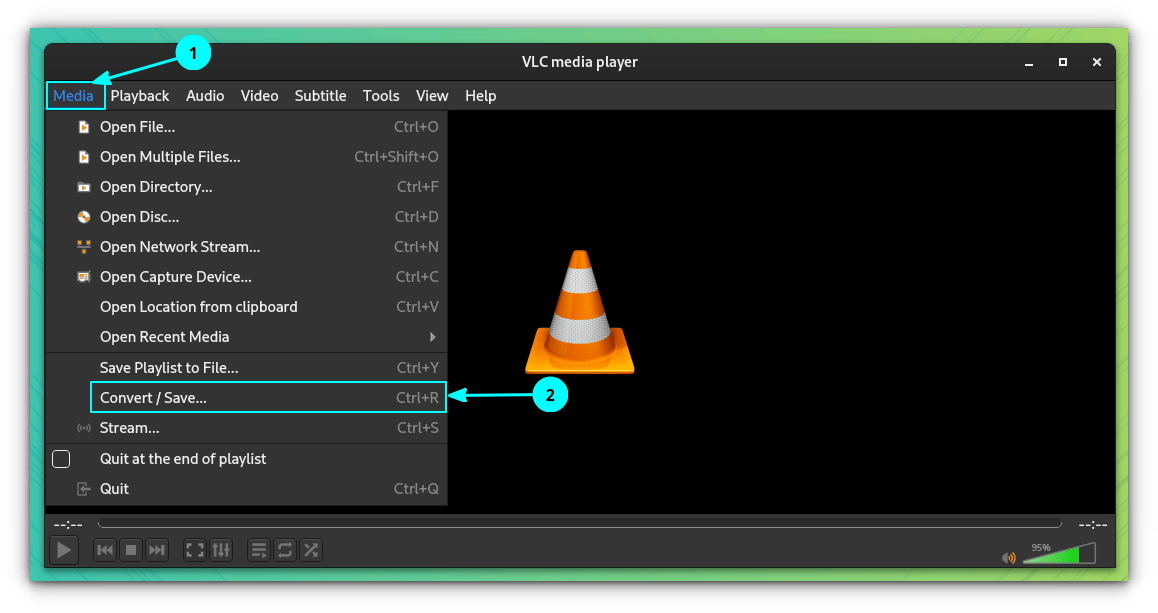 1
VLC media player
Media Playback Audio Video Subtitle Tools View Help
Open File... Ctrl+O
Open Multiple Files... Ctrl+Shift+O
Open Directory... Ctrl+F
Open Disc... Ctrl+D
Open Network Stream... Ctrl+N
Open Capture Device... Ctrl+C
Open Location from clipboard Ctrl+V
Open Recent Media
Save Playlist to File... Ctrl+Y
Convert / Save... Ctrl+R 2
Stream... Ctrl+S
Quit at the end of playlist
Quit Ctrl+Q
--:-- --:--
95%